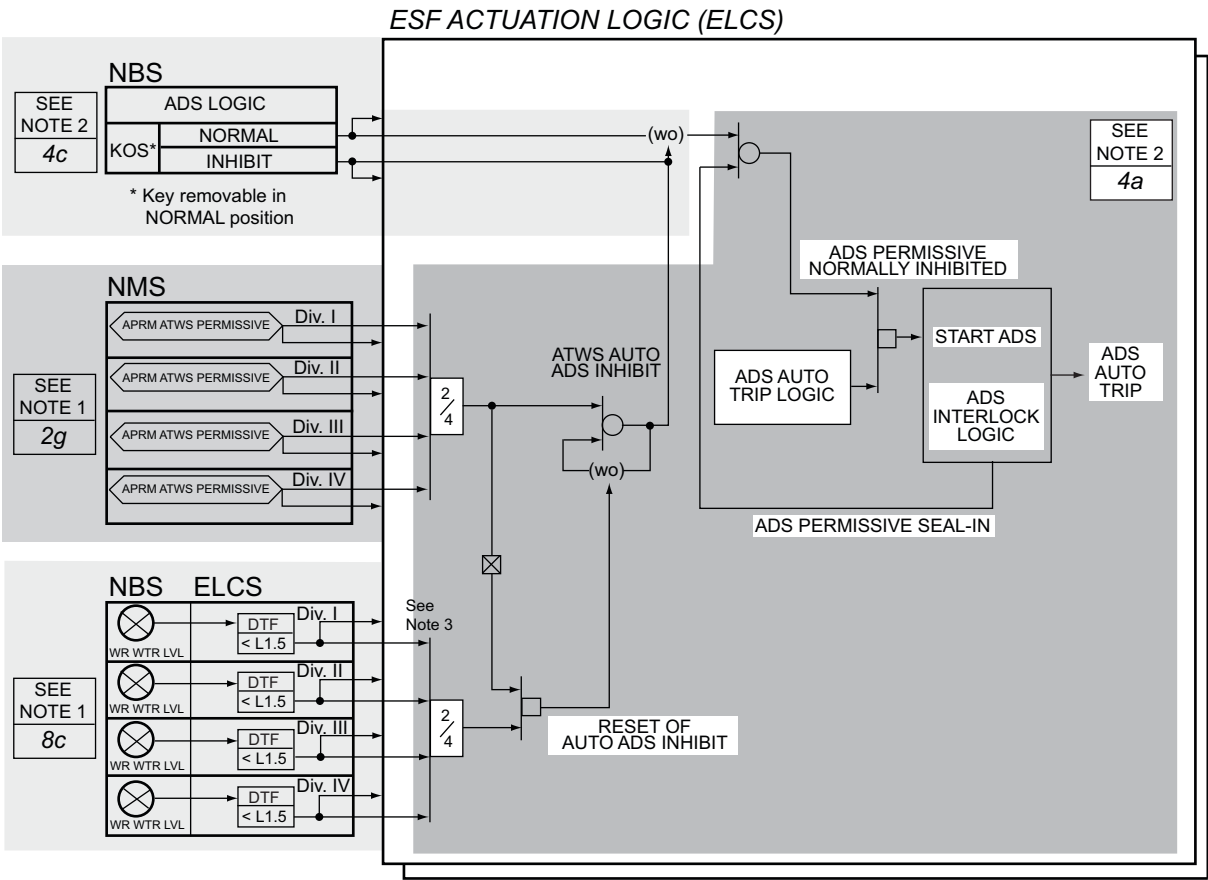 ESF ACTUATION LOGIC (ELCS)
NBS
SEE
NOTE 2
4c
ADS LOGIC
KOS*
NORMAL
INHIBIT
* Key removable in
NORMAL position
(wo)
SEE
NOTE 2
4a
NMS
SEE
NOTE 1
2g
APRM ATWS PERMISSIVE
Div. I
APRM ATWS PERMISSIVE
Div. II
APRM ATWS PERMISSIVE
Div. III
APRM ATWS PERMISSIVE
Div. IV
2/4
ATWS AUTO
ADS INHIBIT
(wo)
ADS PERMISSIVE
NORMALLY INHIBITED
ADS AUTO
TRIP LOGIC
START ADS
ADS
INTERLOCK
LOGIC
ADS
AUTO
TRIP
ADS PERMISSIVE SEAL-IN
NBS
ELCS
SEE
NOTE 1
8c
WR WTR LVL
DTF
< L1.5
Div. I
WR WTR LVL
DTF
< L1.5
Div. II
WR WTR LVL
DTF
< L1.5
Div. III
WR WTR LVL
DTF
< L1.5
Div. IV
See
Note 3
2/4
RESET OF
AUTO ADS INHIBIT